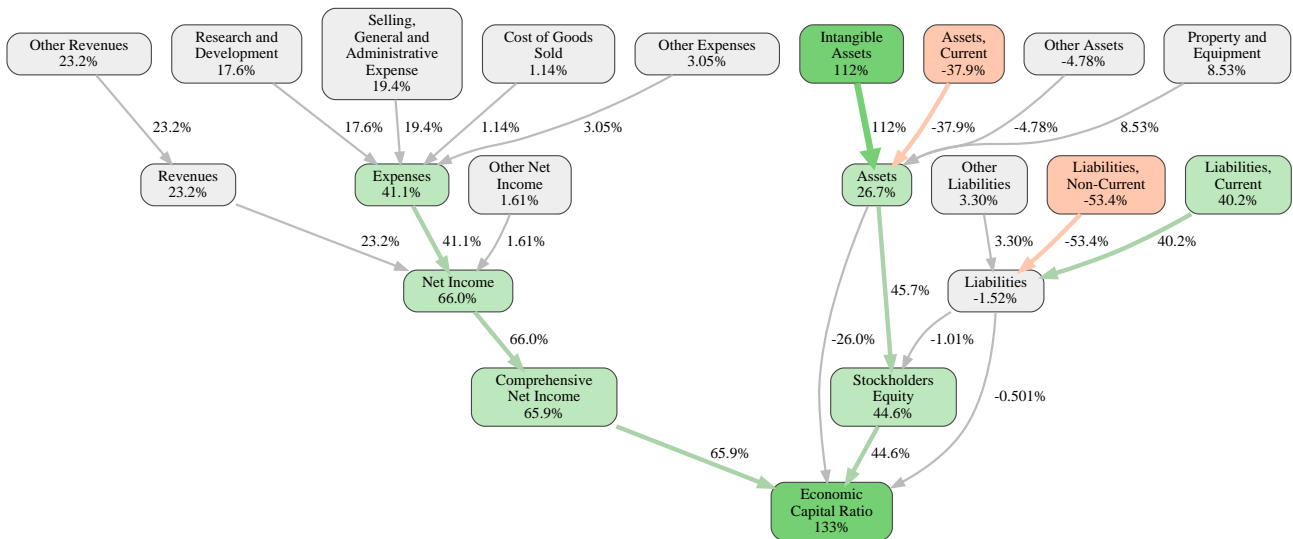 Other Revenues
23.2%
Research and
Development
17.6%
Selling,
General and
Administrative
Expense
19.4%
Cost of Goods
Sold
1.14%
Other Expenses
3.05%
Intangible
Assets
112%
Assets,
Current
-37.9%
Other Assets
-4.78%
Property and
Equipment
8.53%
23.2%
17.6%
19.4%
1.14%
3.05%
112%
-37.9%
-4.78%
8.53%
Revenues
23.2%
Expenses
41.1%
Other Net
Income
1.61%
Assets
26.7%
Other
Liabilities
3.30%
Liabilities,
Non-Current
-53.4%
Liabilities,
Current
40.2%
23.2%
41.1%
1.61%
3.30%
-53.4%
40.2%
Net Income
66.0%
45.7%
Liabilities
-1.52%
66.0%
-26.0%
-1.01%
Comprehensive
Net Income
65.9%
Stockholders
Equity
44.6%
-0.501%
65.9%
44.6%
Economic
Capital Ratio
133%